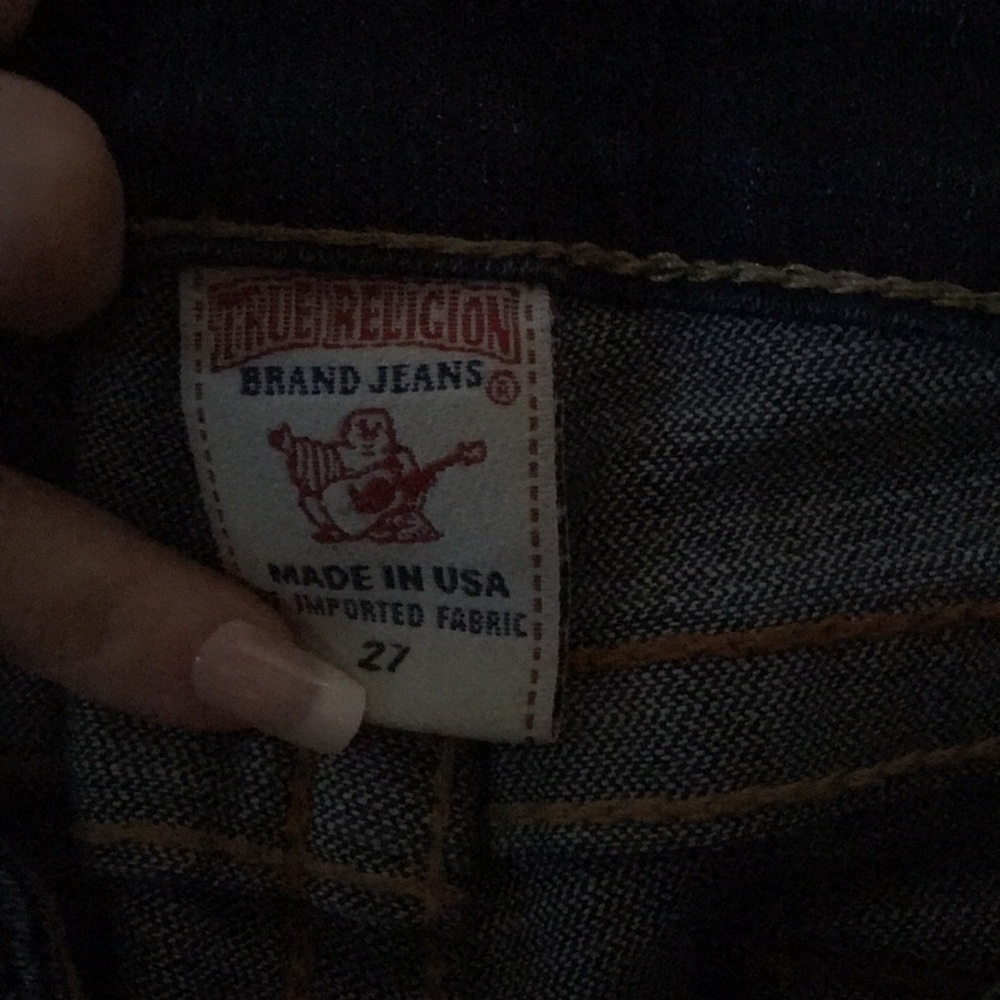 TRUE RELIGION
BRAND JEANS®
MADE IN USA
IMPORTED FABRIC
27